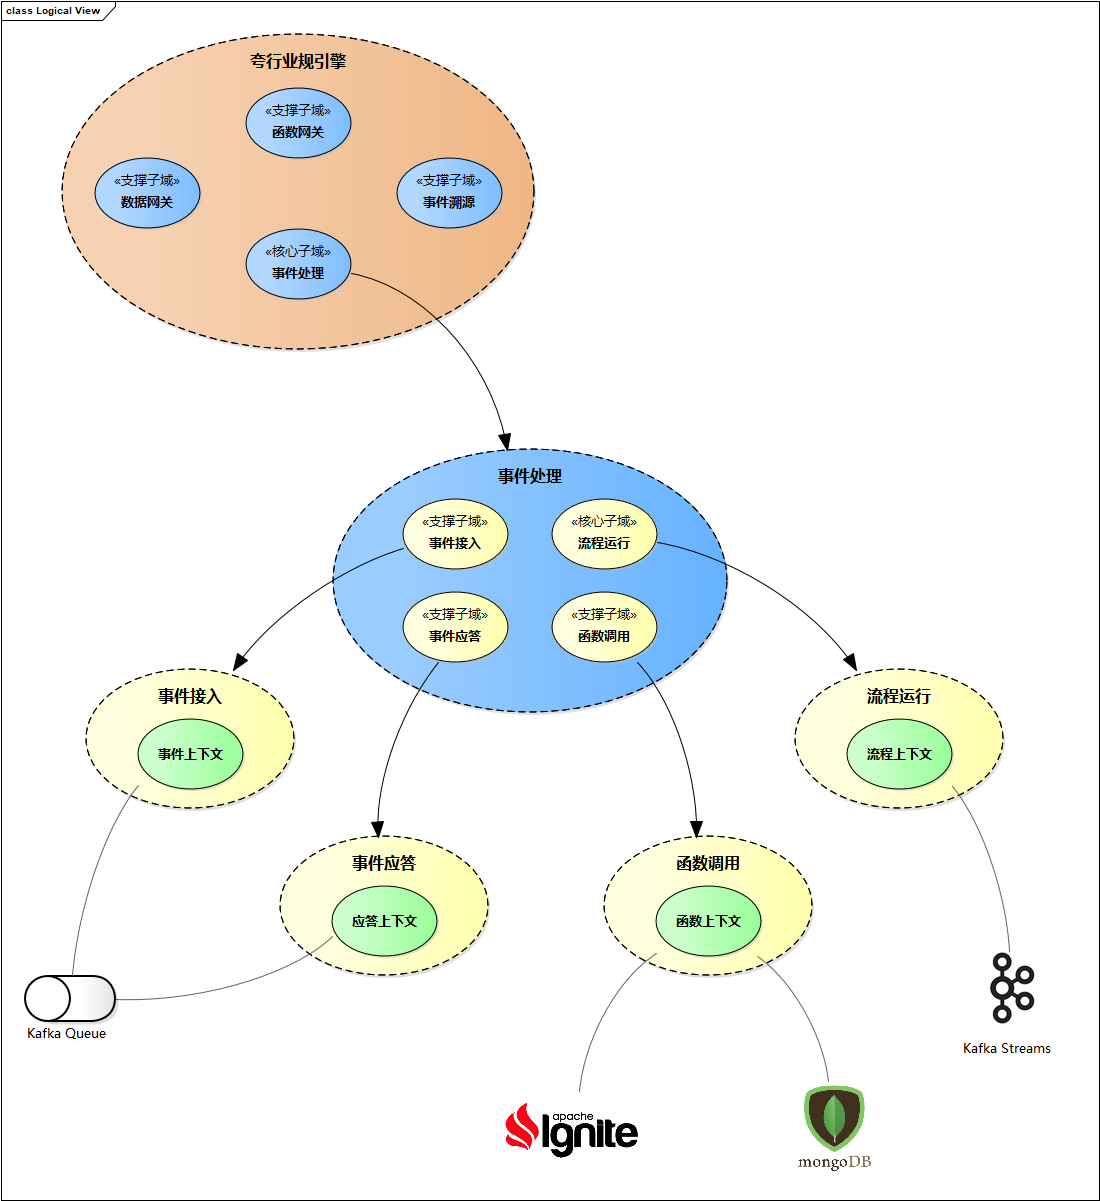 class Logical View
夸行业规引擎
«支撑子域»
函数网关
«支撑子域»
数据网关
«支撑子域»
事件溯源
«核心子域»
事件处理
事件处理
«支撑子域»
事件接入
«核心子域»
流程运行
«支撑子域»
事件应答
«支撑子域»
函数调用
事件接入
事件上下文
流程运行
流程上下文
事件应答
应答上下文
函数调用
函数上下文
Kafka Queue
Kafka Streams
apache
Ignite
mongoDB